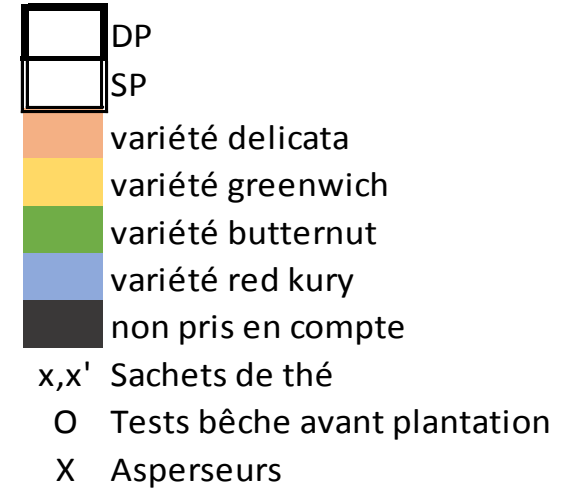 DP
SP
variété delicata
variété greenwich
variété butternut
variété red kury
non pris en compte
x,x' Sachets de thé
O Tests bêche avant plantation
X Asperseurs